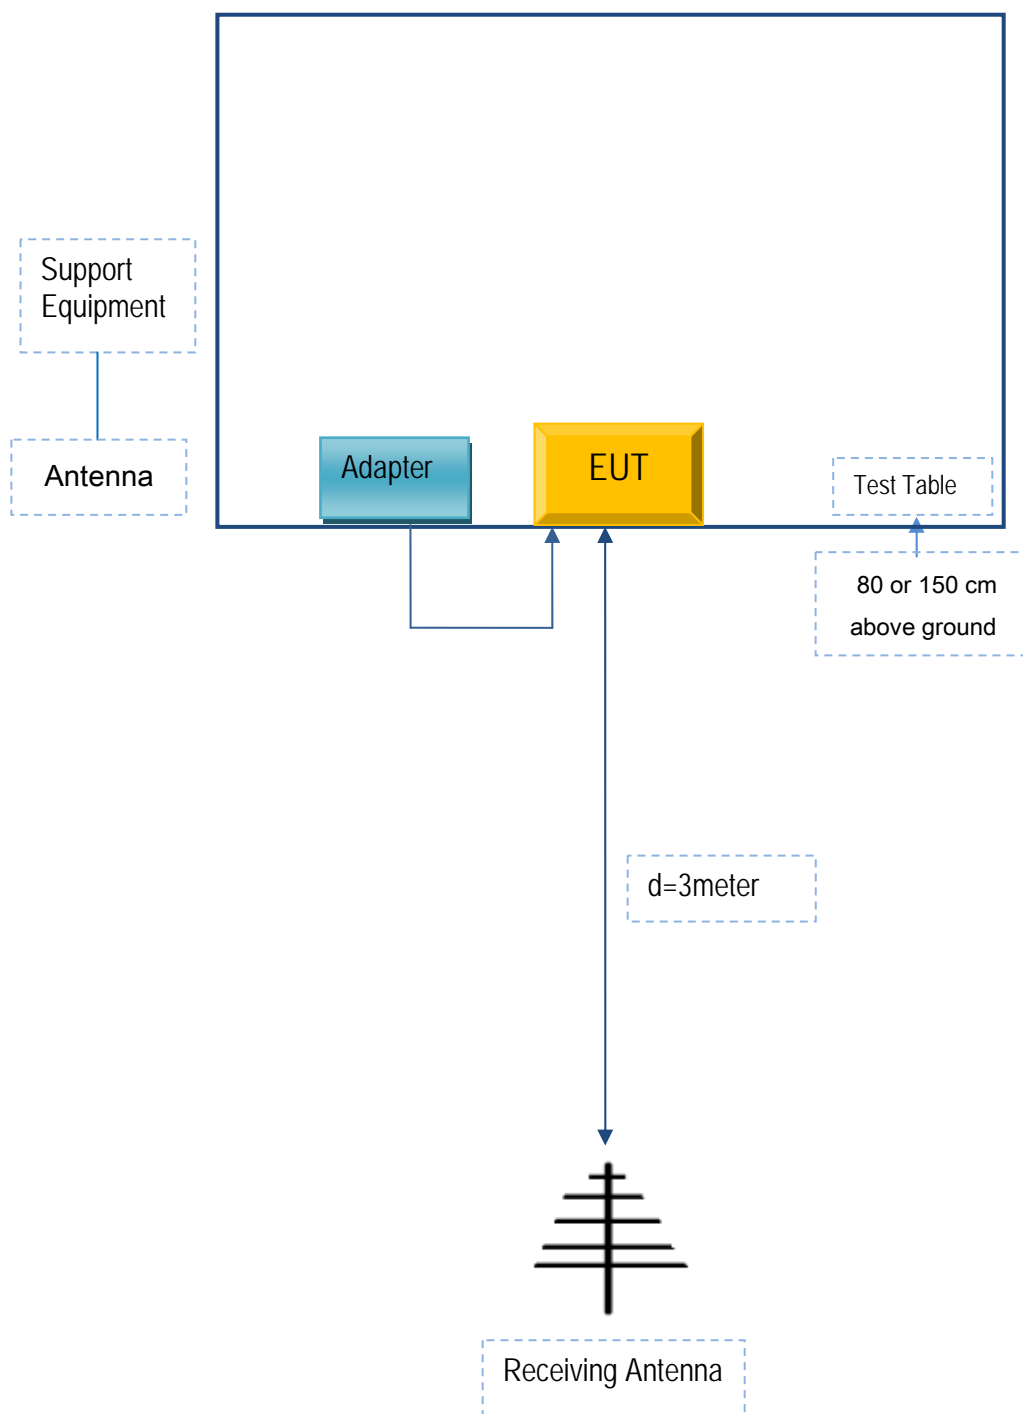 Support
Equipment
Antenna
Adapter
EUT
Test Table
80 or 150 cm
above ground
d=3meter
Receiving Antenna